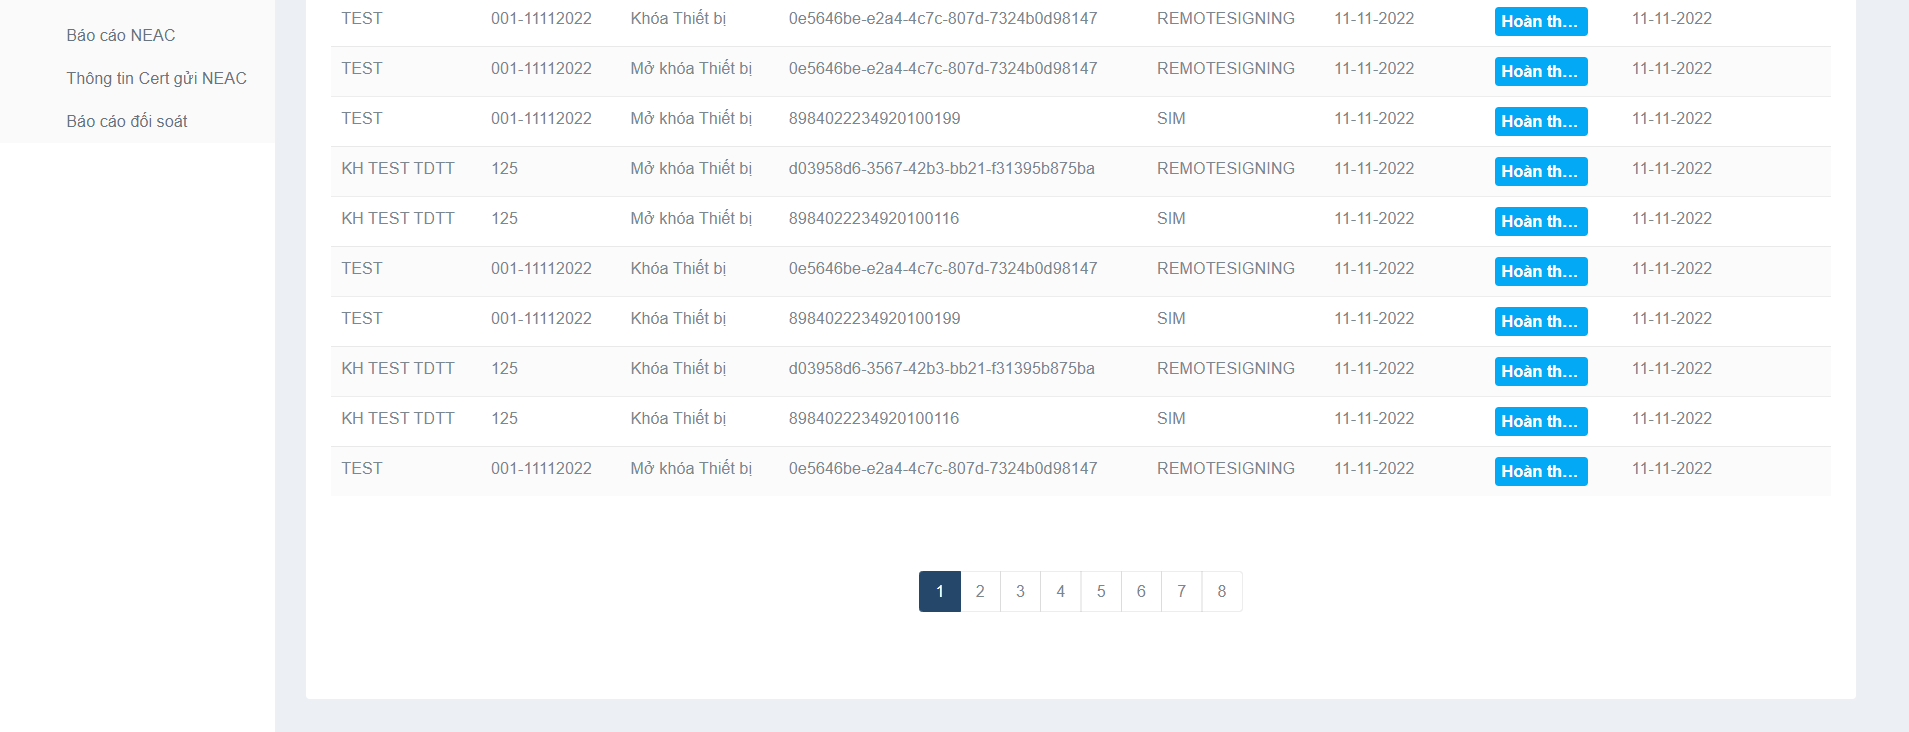 Báo cáo NEAC
Thông tin Cert gửi NEAC
Báo cáo đối soát
TEST 001-11112022 Khóa Thiết bị 0e5646be-e2a4-4c7c-807d-7324b0d98147 REMOTESIGNING 11-11-2022 Hoàn th... 11-11-2022
TEST 001-11112022 Mở khóa Thiết bị 0e5646be-e2a4-4c7c-807d-7324b0d98147 REMOTESIGNING 11-11-2022 Hoàn th... 11-11-2022
TEST 001-11112022 Mở khóa Thiết bị 8984022234920100199 SIM 11-11-2022 Hoàn th... 11-11-2022
KH TEST TDTT 125 Mở khóa Thiết bị d03958d6-3567-42b3-bb21-f31395b875ba REMOTESIGNING 11-11-2022 Hoàn th... 11-11-2022
KH TEST TDTT 125 Mở khóa Thiết bị 8984022234920100116 SIM 11-11-2022 Hoàn th... 11-11-2022
TEST 001-11112022 Khóa Thiết bị 0e5646be-e2a4-4c7c-807d-7324b0d98147 REMOTESIGNING 11-11-2022 Hoàn th... 11-11-2022
TEST 001-11112022 Khóa Thiết bị 8984022234920100199 SIM 11-11-2022 Hoàn th... 11-11-2022
KH TEST TDTT 125 Khóa Thiết bị d03958d6-3567-42b3-bb21-f31395b875ba REMOTESIGNING 11-11-2022 Hoàn th... 11-11-2022
KH TEST TDTT 125 Khóa Thiết bị 8984022234920100116 SIM 11-11-2022 Hoàn th... 11-11-2022
TEST 001-11112022 Mở khóa Thiết bị 0e5646be-e2a4-4c7c-807d-7324b0d98147 REMOTESIGNING 11-11-2022 Hoàn th... 11-11-2022
1 2 3 4 5 6 7 8